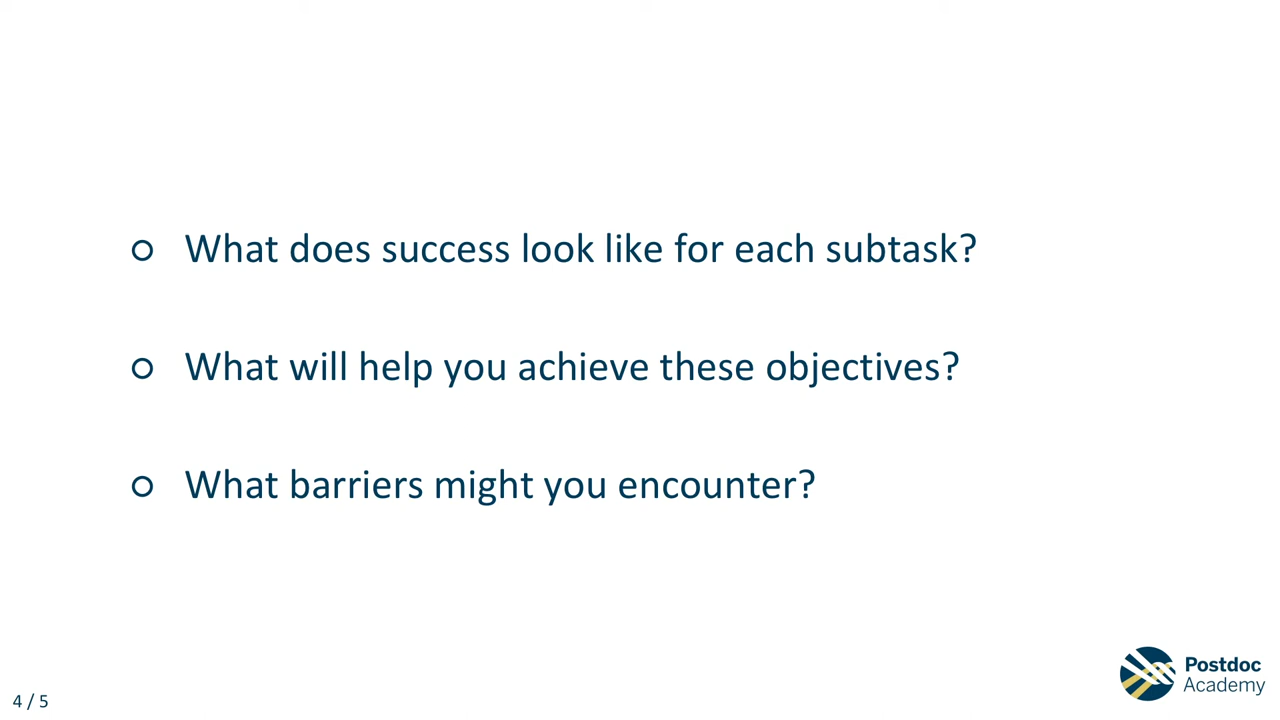 What does success look like for each subtask?
What will help you achieve these objectives?
What barriers might you encounter?
Postdoc
Academy
4 / 5